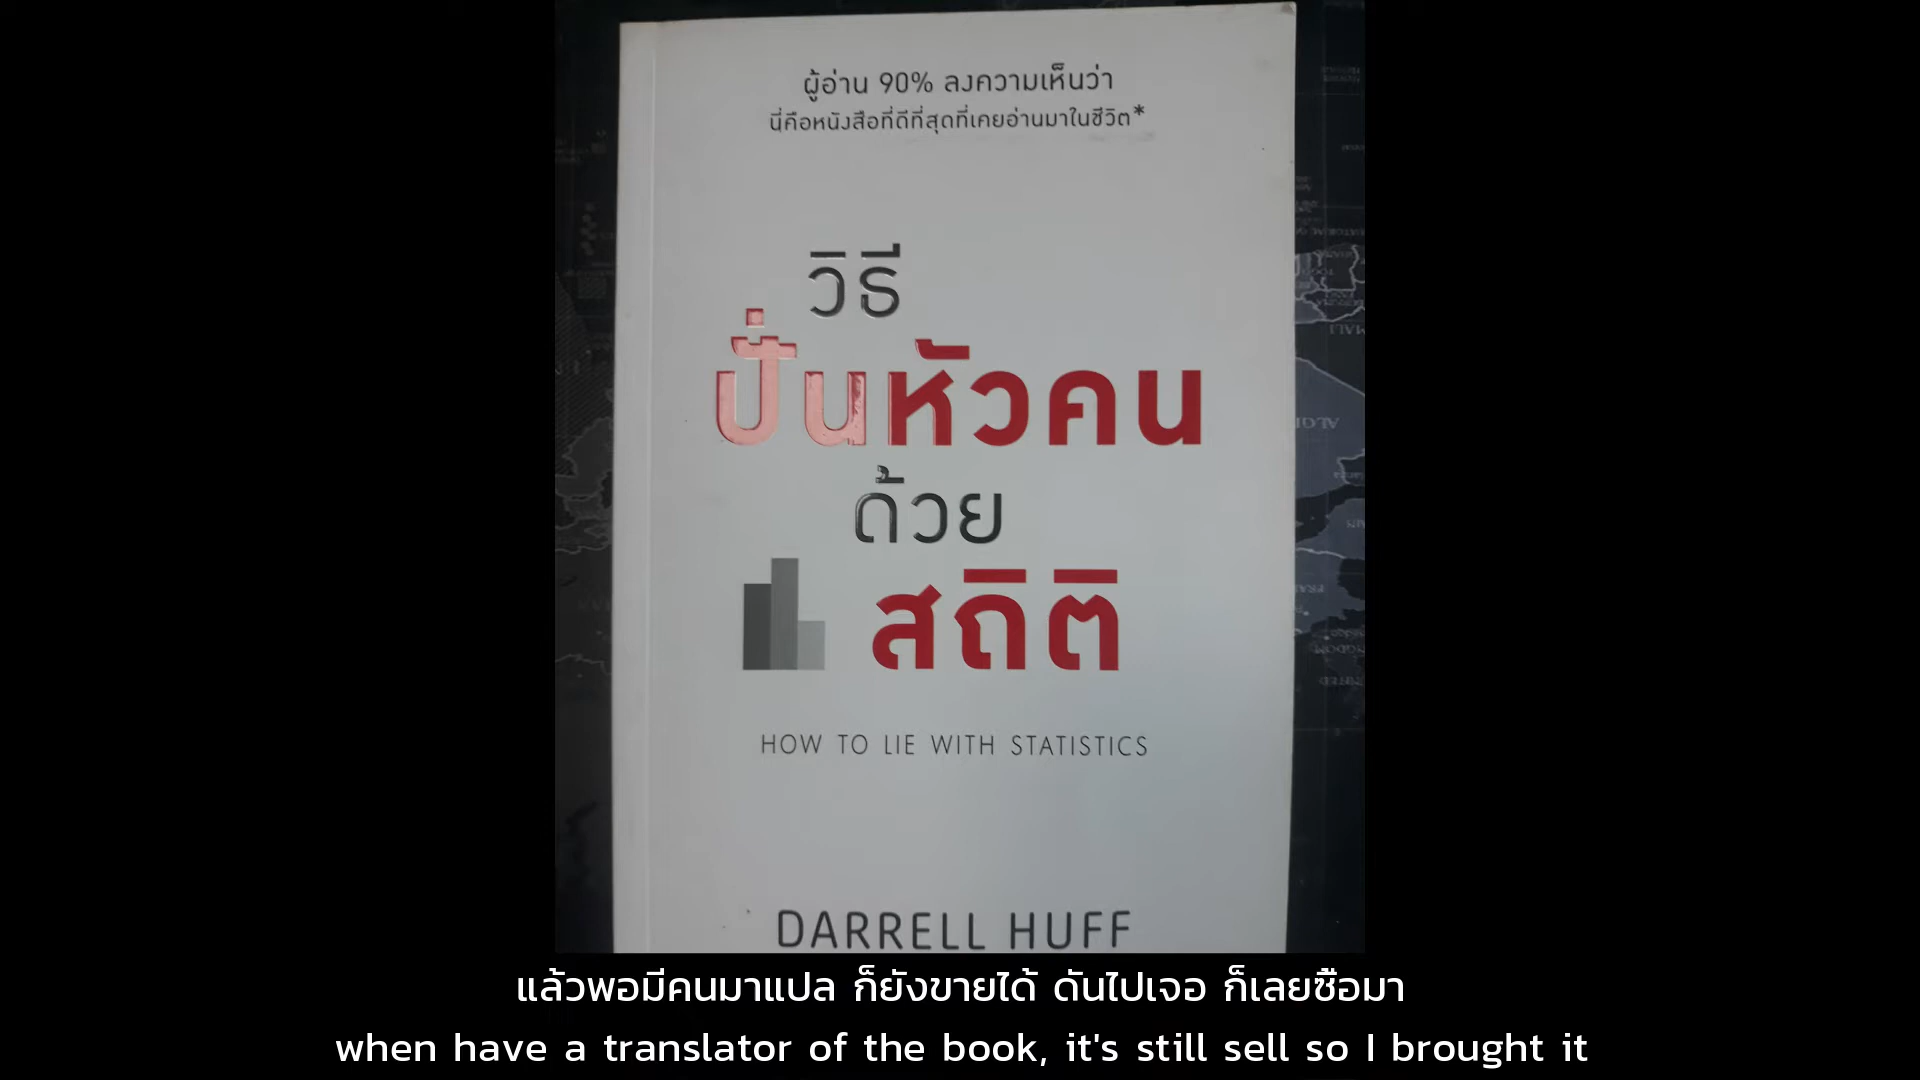 ผู้อ่าน 90% ลงความเห็นว่า
นี่คือหนังสือที่ดีที่สุดที่เคยอ่านมาในชีวิต*
วิธี
ปั่นหัวคน
ด้วย
สถิติ
HOW TO LIE WITH STATISTICS
DARRELL HUFF
แล้วพอมีคนมาแปล ก็ยังขายได้ ดันไปเจอ ก็เลยซื้อมา
when have a translator of the book, it's still sell so I brought it